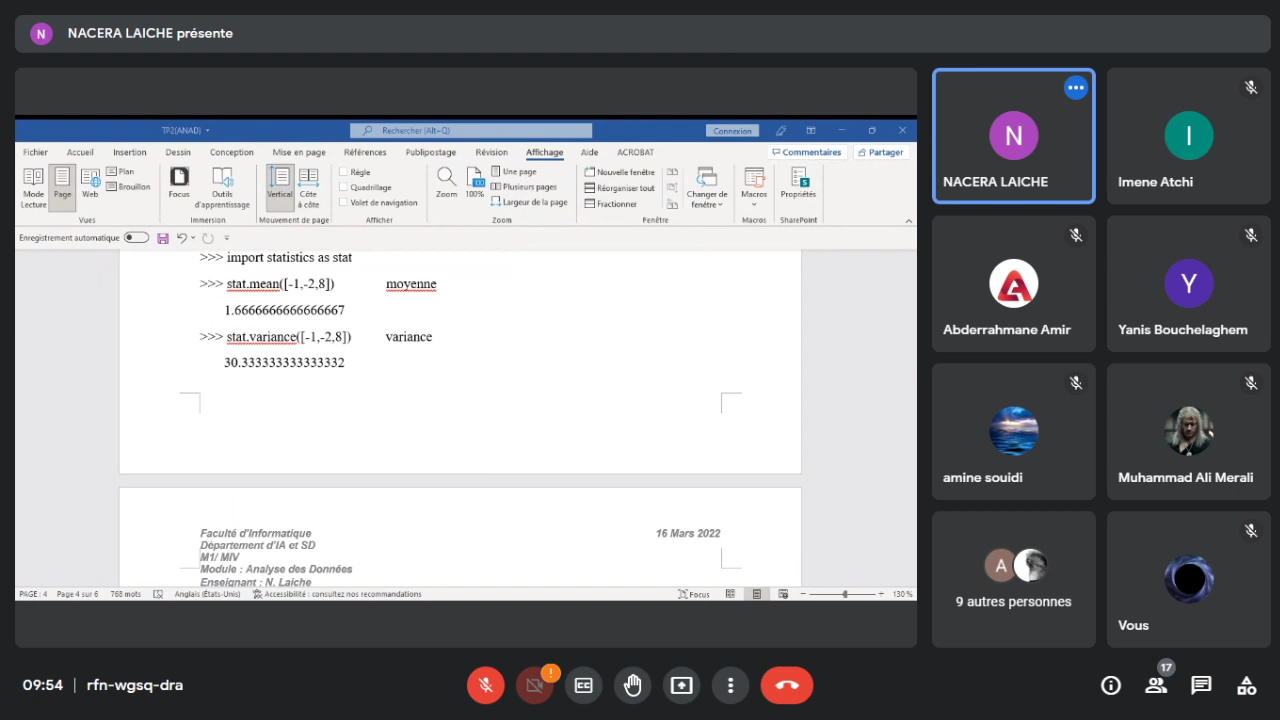 N NACERA LAICHE présente
TP2(ANAD)
Rechercher (Alt+Q)
Connexion
Fichier Accueil Insertion Dessin Conception Mise en page Références Publipostage Révision Affichage Aide ACROBAT
Commentaires Partager
Mode Lecture
Page
Web
Plan
Brouillon
Vues
Focus
Outils d'apprentissage
Immersion
Vertical
Côte à côte
Mouvement de page
Règle
Quadrillage
Volet de navigation
Afficher
Zoom
100%
Une page
Plusieurs pages
Largeur de la page
Zoom
Nouvelle fenêtre
Réorganiser tout
Fractionner
Changer de fenêtre
Fenêtre
Macros
Macros
Propriétés
SharePoint
Enregistrement automatique
>>> import statistics as stat
>>> stat.mean([-1,-2,8]) moyenne
1.6666666666666667
>>> stat.variance([-1,-2,8]) variance
30.333333333333332
Faculté d'Informatique 16 Mars 2022
Département d'IA et SD
M1/ MIV
Module : Analyse des Données
Enseignant : N. Laiche
PAGE : 4 Page 4 sur 6 768 mots Anglais (États-Unis) Accessibilité : consultez nos recommandations Focus 130 %
N
NACERA LAICHE
I
Imene Atchi
Abderrahmane Amir
Y
Yanis Bouchelaghem
amine souidi
Muhammad Ali Merali
A
9 autres personnes
Vous
09:54 | rfn-wgsq-dra
!
CC
17